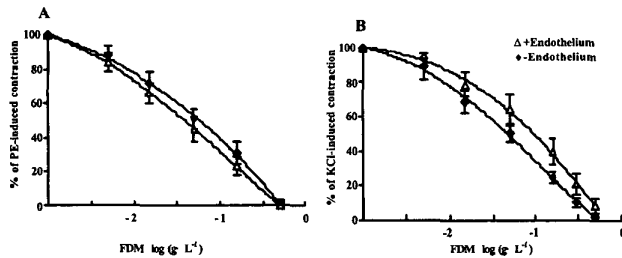 A
% of PE-induced contraction
100
80
60
40
20
0
-2
-1
0
FDM log (g· L⁻¹)
B
% of KCl-induced contraction
100
80
60
40
20
0
-1
0
FDM log (g· L⁻¹)
△ +Endothelium
◆ -Endothelium